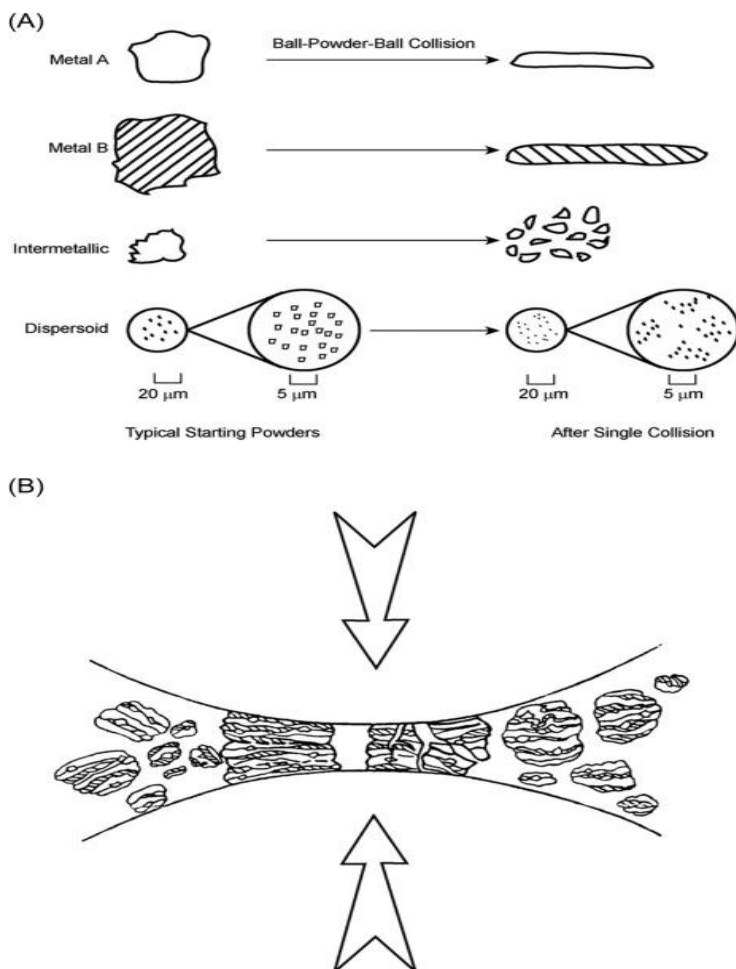 (A)
Metal A
Ball-Powder-Ball Collision
Metal B
Intermetallic
Dispersoid
20 μm
5 μm
20 μm
5 μm
Typical Starting Powders
After Single Collision
(B)